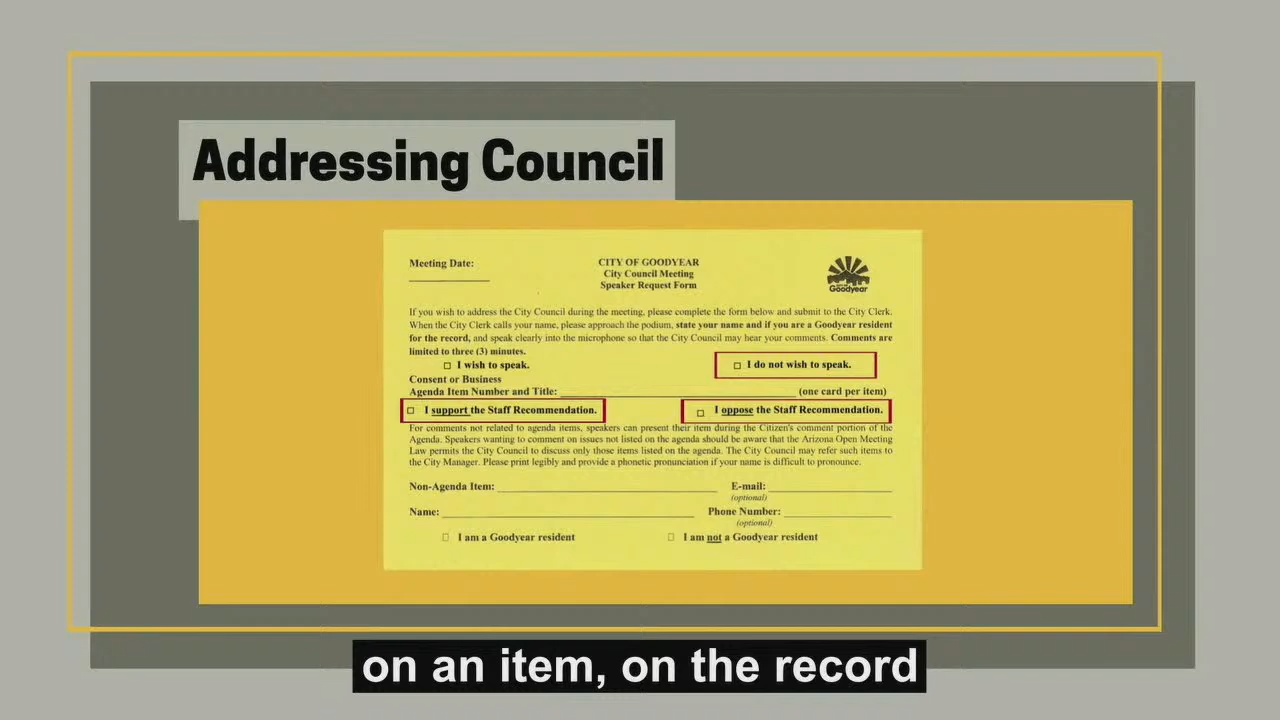 Addressing Council
Meeting Date:
CITY OF GOODYEAR
City Council Meeting
Speaker Request Form
Goodyear
If you wish to address the City Council during the meeting, please complete the form below and submit to the City Clerk.
When the City Clerk calls your name, please approach the podium, state your name and if you are a Goodyear resident
for the record, and speak clearly into the microphone so that the City Council may hear your comments. Comments are
limited to three (3) minutes.
I wish to speak.
I do not wish to speak.
Consent or Business
Agenda Item Number and Title: (one card per item)
I support the Staff Recommendation.
I oppose the Staff Recommendation.
For comments not related to agenda items, speakers can present their item during the Citizen's comment portion of the
Agenda. Speakers wanting to comment on issues not listed on the agenda should be aware that the Arizona Open Meeting
Law permits the City Council to discuss only those items listed on the agenda. The City Council may refer such items to
the City Manager. Please print legibly and provide a phonetic pronunciation if your name is difficult to pronounce.
Non-Agenda Item:
E-mail:
(optional)
Name:
Phone Number:
(optional)
I am a Goodyear resident
I am not a Goodyear resident
on an item, on the record